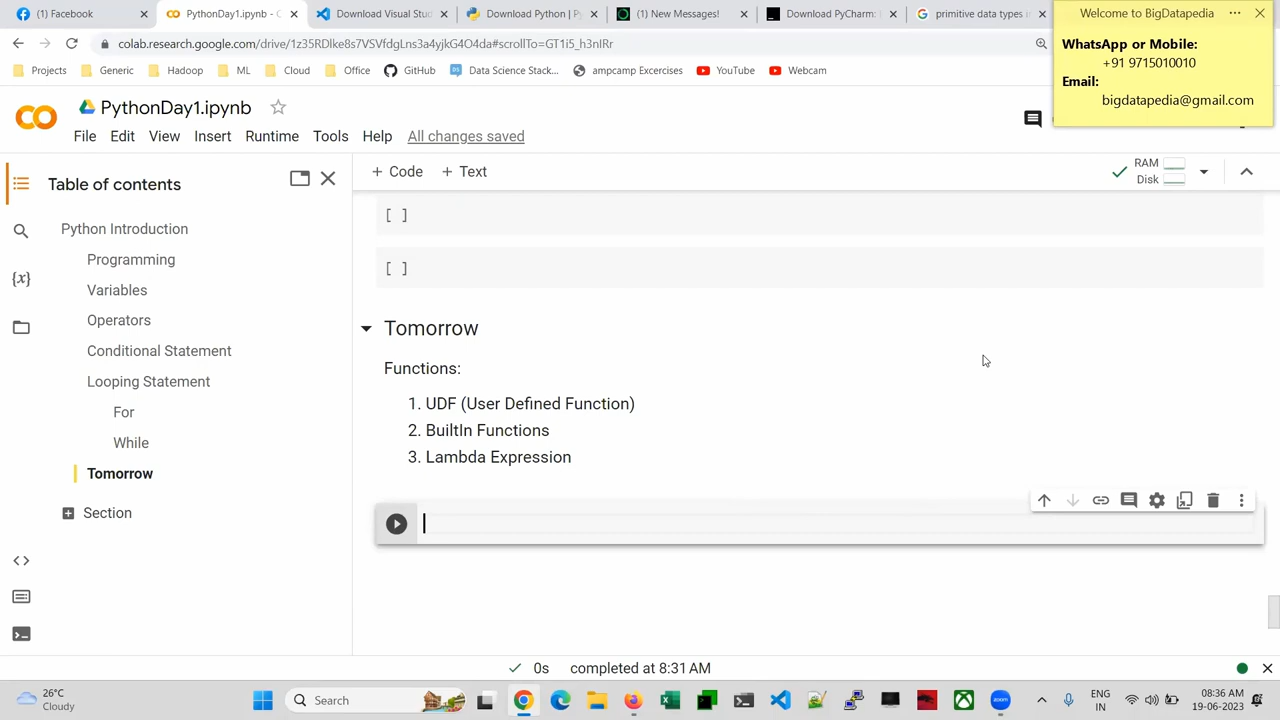 (1) Facebook
PythonDay1.ipynb - C
Download Visual Stu
Download Python | P
(1) New Messages!
Download PyCharm
primitive data types i
Welcome to BigDatapedia
WhatsApp or Mobile:
+91 9715010010
Email:
bigdatapedia@gmail.com
colab.research.google.com/drive/1z35RDlke8s7VSVfdgLns3a4yjkG4O4da#scrollTo=GT1i5_h3nIRr
Projects
Generic
Hadoop
ML
Cloud
Office
GitHub
Data Science Stack...
ampcamp Excercises
YouTube
Webcam
PythonDay1.ipynb
File
Edit
View
Insert
Runtime
Tools
Help
All changes saved
Table of contents
+ Code
+ Text
RAM
Disk
Python Introduction
Programming
Variables
Operators
Conditional Statement
Looping Statement
For
While
Tomorrow
Section
{x}
[ ]
[ ]
Tomorrow
Functions:
1. UDF (User Defined Function)
2. BuiltIn Functions
3. Lambda Expression
0s completed at 8:31 AM
26°C
Cloudy
Search
ENG
IN
08:36 AM
19-06-2023